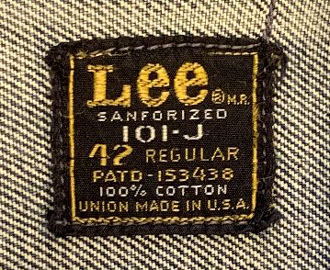 Lee ® M.R.
SANFORIZED
101-J
42 REGULAR
PATD-153438
100% COTTON
UNION MADE IN U.S.A.